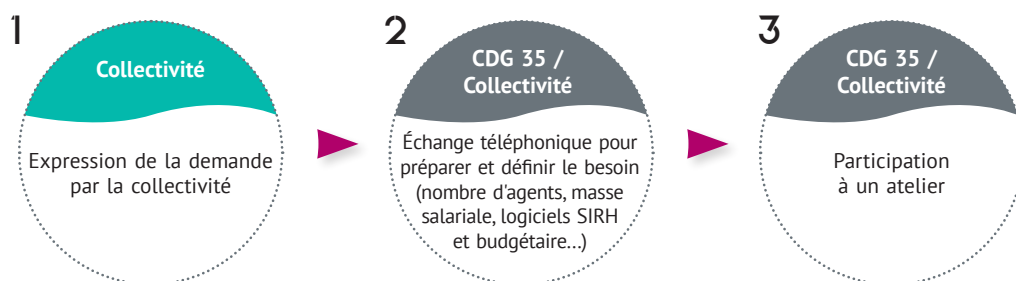 1
Collectivité
Expression de la demande
par la collectivité
2
CDG 35 /
Collectivité
Échange téléphonique pour
préparer et définir le besoin
(nombre d'agents, masse
salariale, logiciels SIRH
et budgétaire...)
3
CDG 35 /
Collectivité
Participation
à un atelier